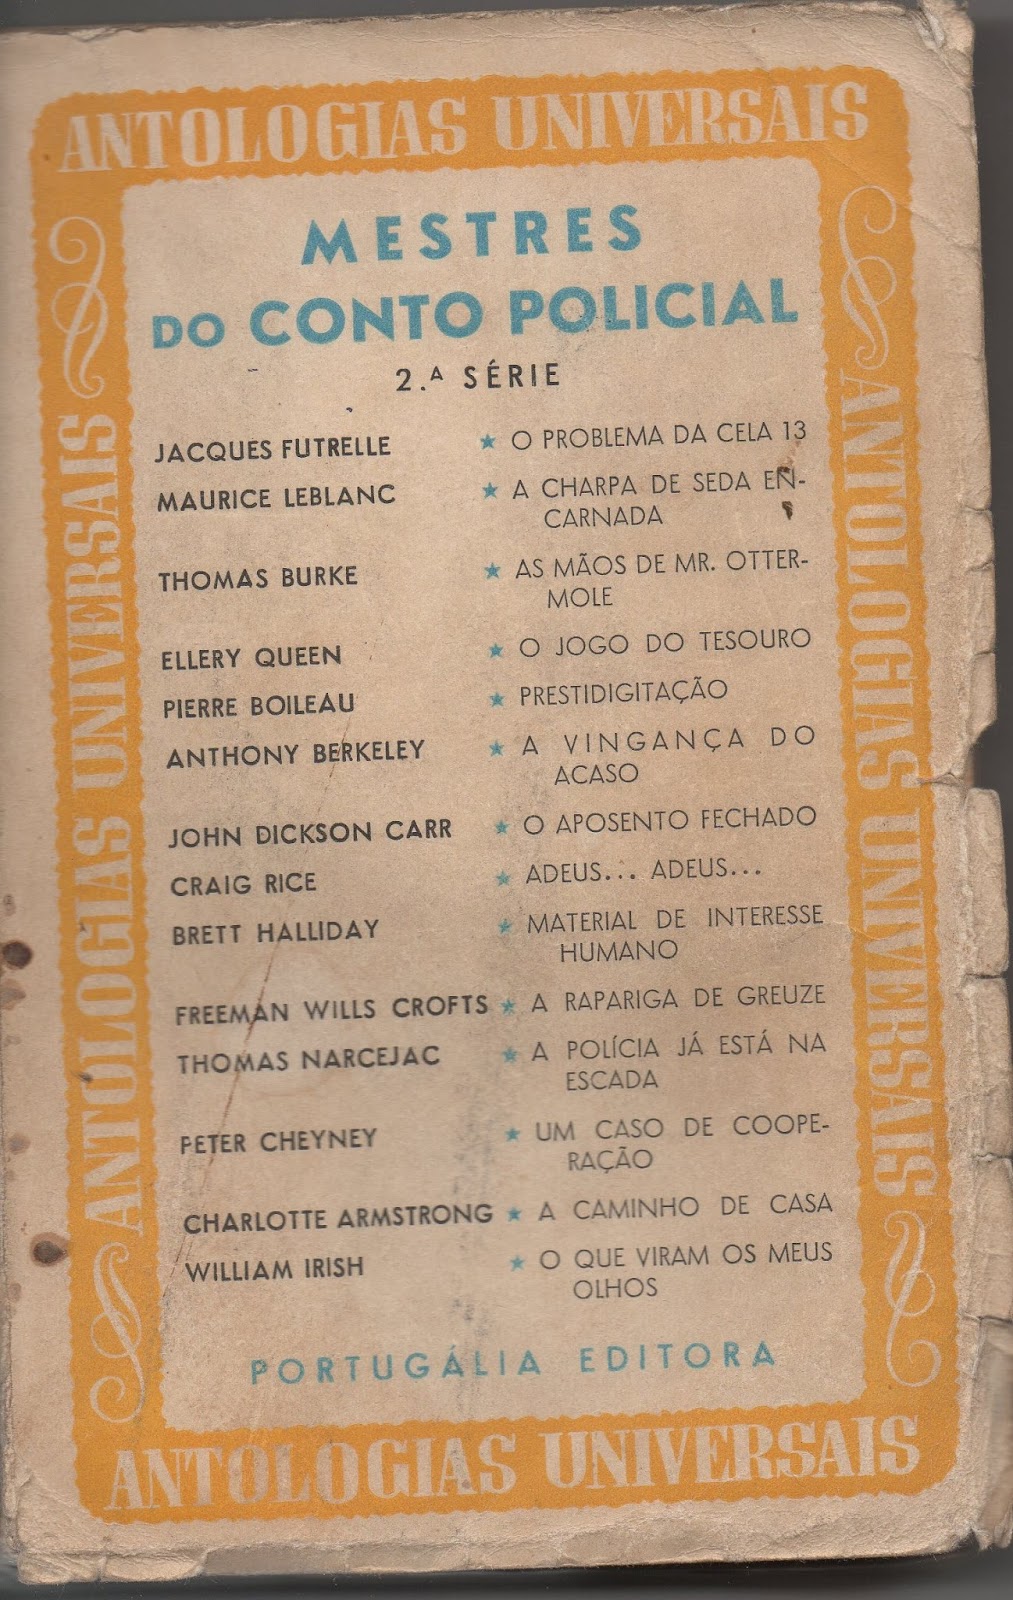 ANTOLOGIAS UNIVERSAIS
ANTOLOGIAS UNIVERSAIS
ANTOLOGIAS UNIVERSAIS
MESTRES
DO CONTO POLICIAL
2.ª SÉRIE
JACQUES FUTRELLE ★ O PROBLEMA DA CELA 13
MAURICE LEBLANC ★ A CHARPA DE SEDA EN-
CARNADA
THOMAS BURKE ★ AS MÃOS DE MR. OTTER-
MOLE
ELLERY QUEEN ★ O JOGO DO TESOURO
PIERRE BOILEAU ★ PRESTIDIGITAÇÃO
ANTHONY BERKELEY ★ A VINGANÇA DO
ACASO
JOHN DICKSON CARR ★ O APOSENTO FECHADO
CRAIG RICE ★ ADEUS... ADEUS...
BRETT HALLIDAY ★ MATERIAL DE INTERESSE
HUMANO
FREEMAN WILLS CROFTS ★ A RAPARIGA DE GREUZE
THOMAS NARCEJAC ★ A POLÍCIA JÁ ESTÁ NA
ESCADA
PETER CHEYNEY ★ UM CASO DE COOPE-
RAÇÃO
CHARLOTTE ARMSTRONG ★ A CAMINHO DE CASA
WILLIAM IRISH ★ O QUE VIRAM OS MEUS
OLHOS
PORTUGÁLIA EDITORA
ANTOLOGIAS UNIVERSAIS